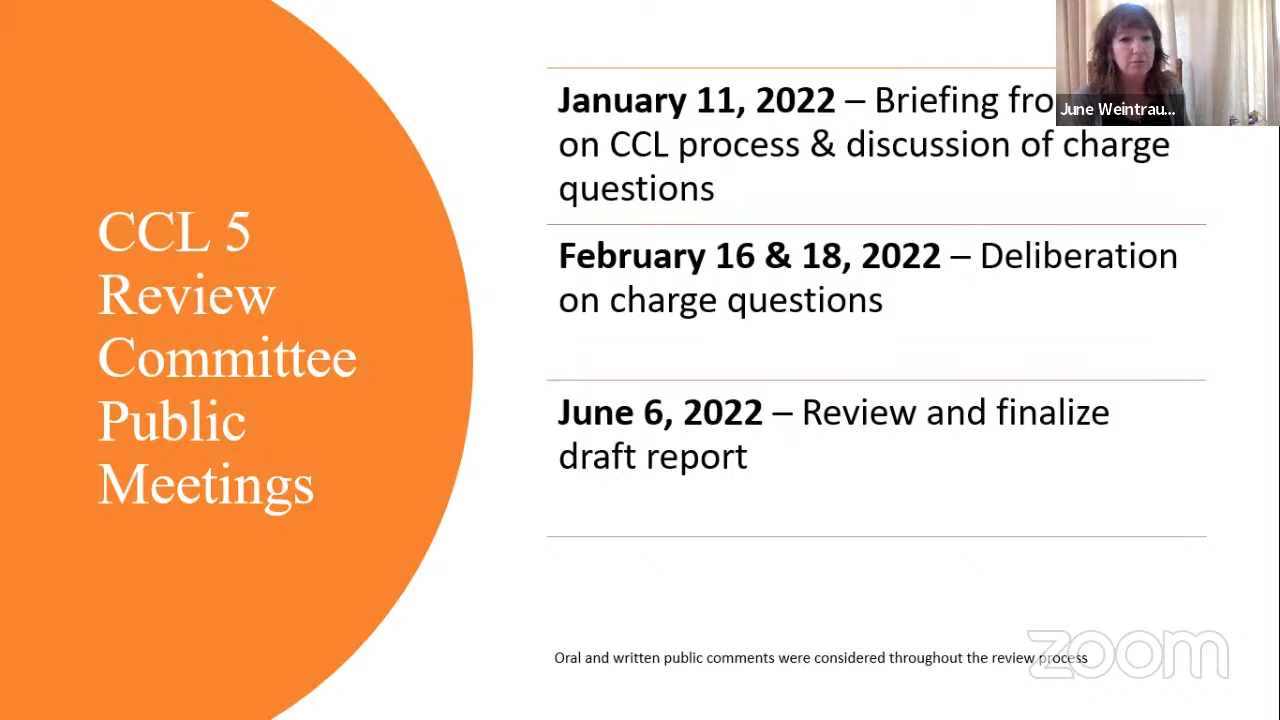 CCL 5
Review
Committee
Public
Meetings
January 11, 2022 – Briefing
on CCL process & discussion of charge
questions
February 16 & 18, 2022 – Deliberation
on charge questions
June 6, 2022 – Review and finalize
draft report
Oral and written public comments were considered throughout the review process
June Weintrau...
zoom